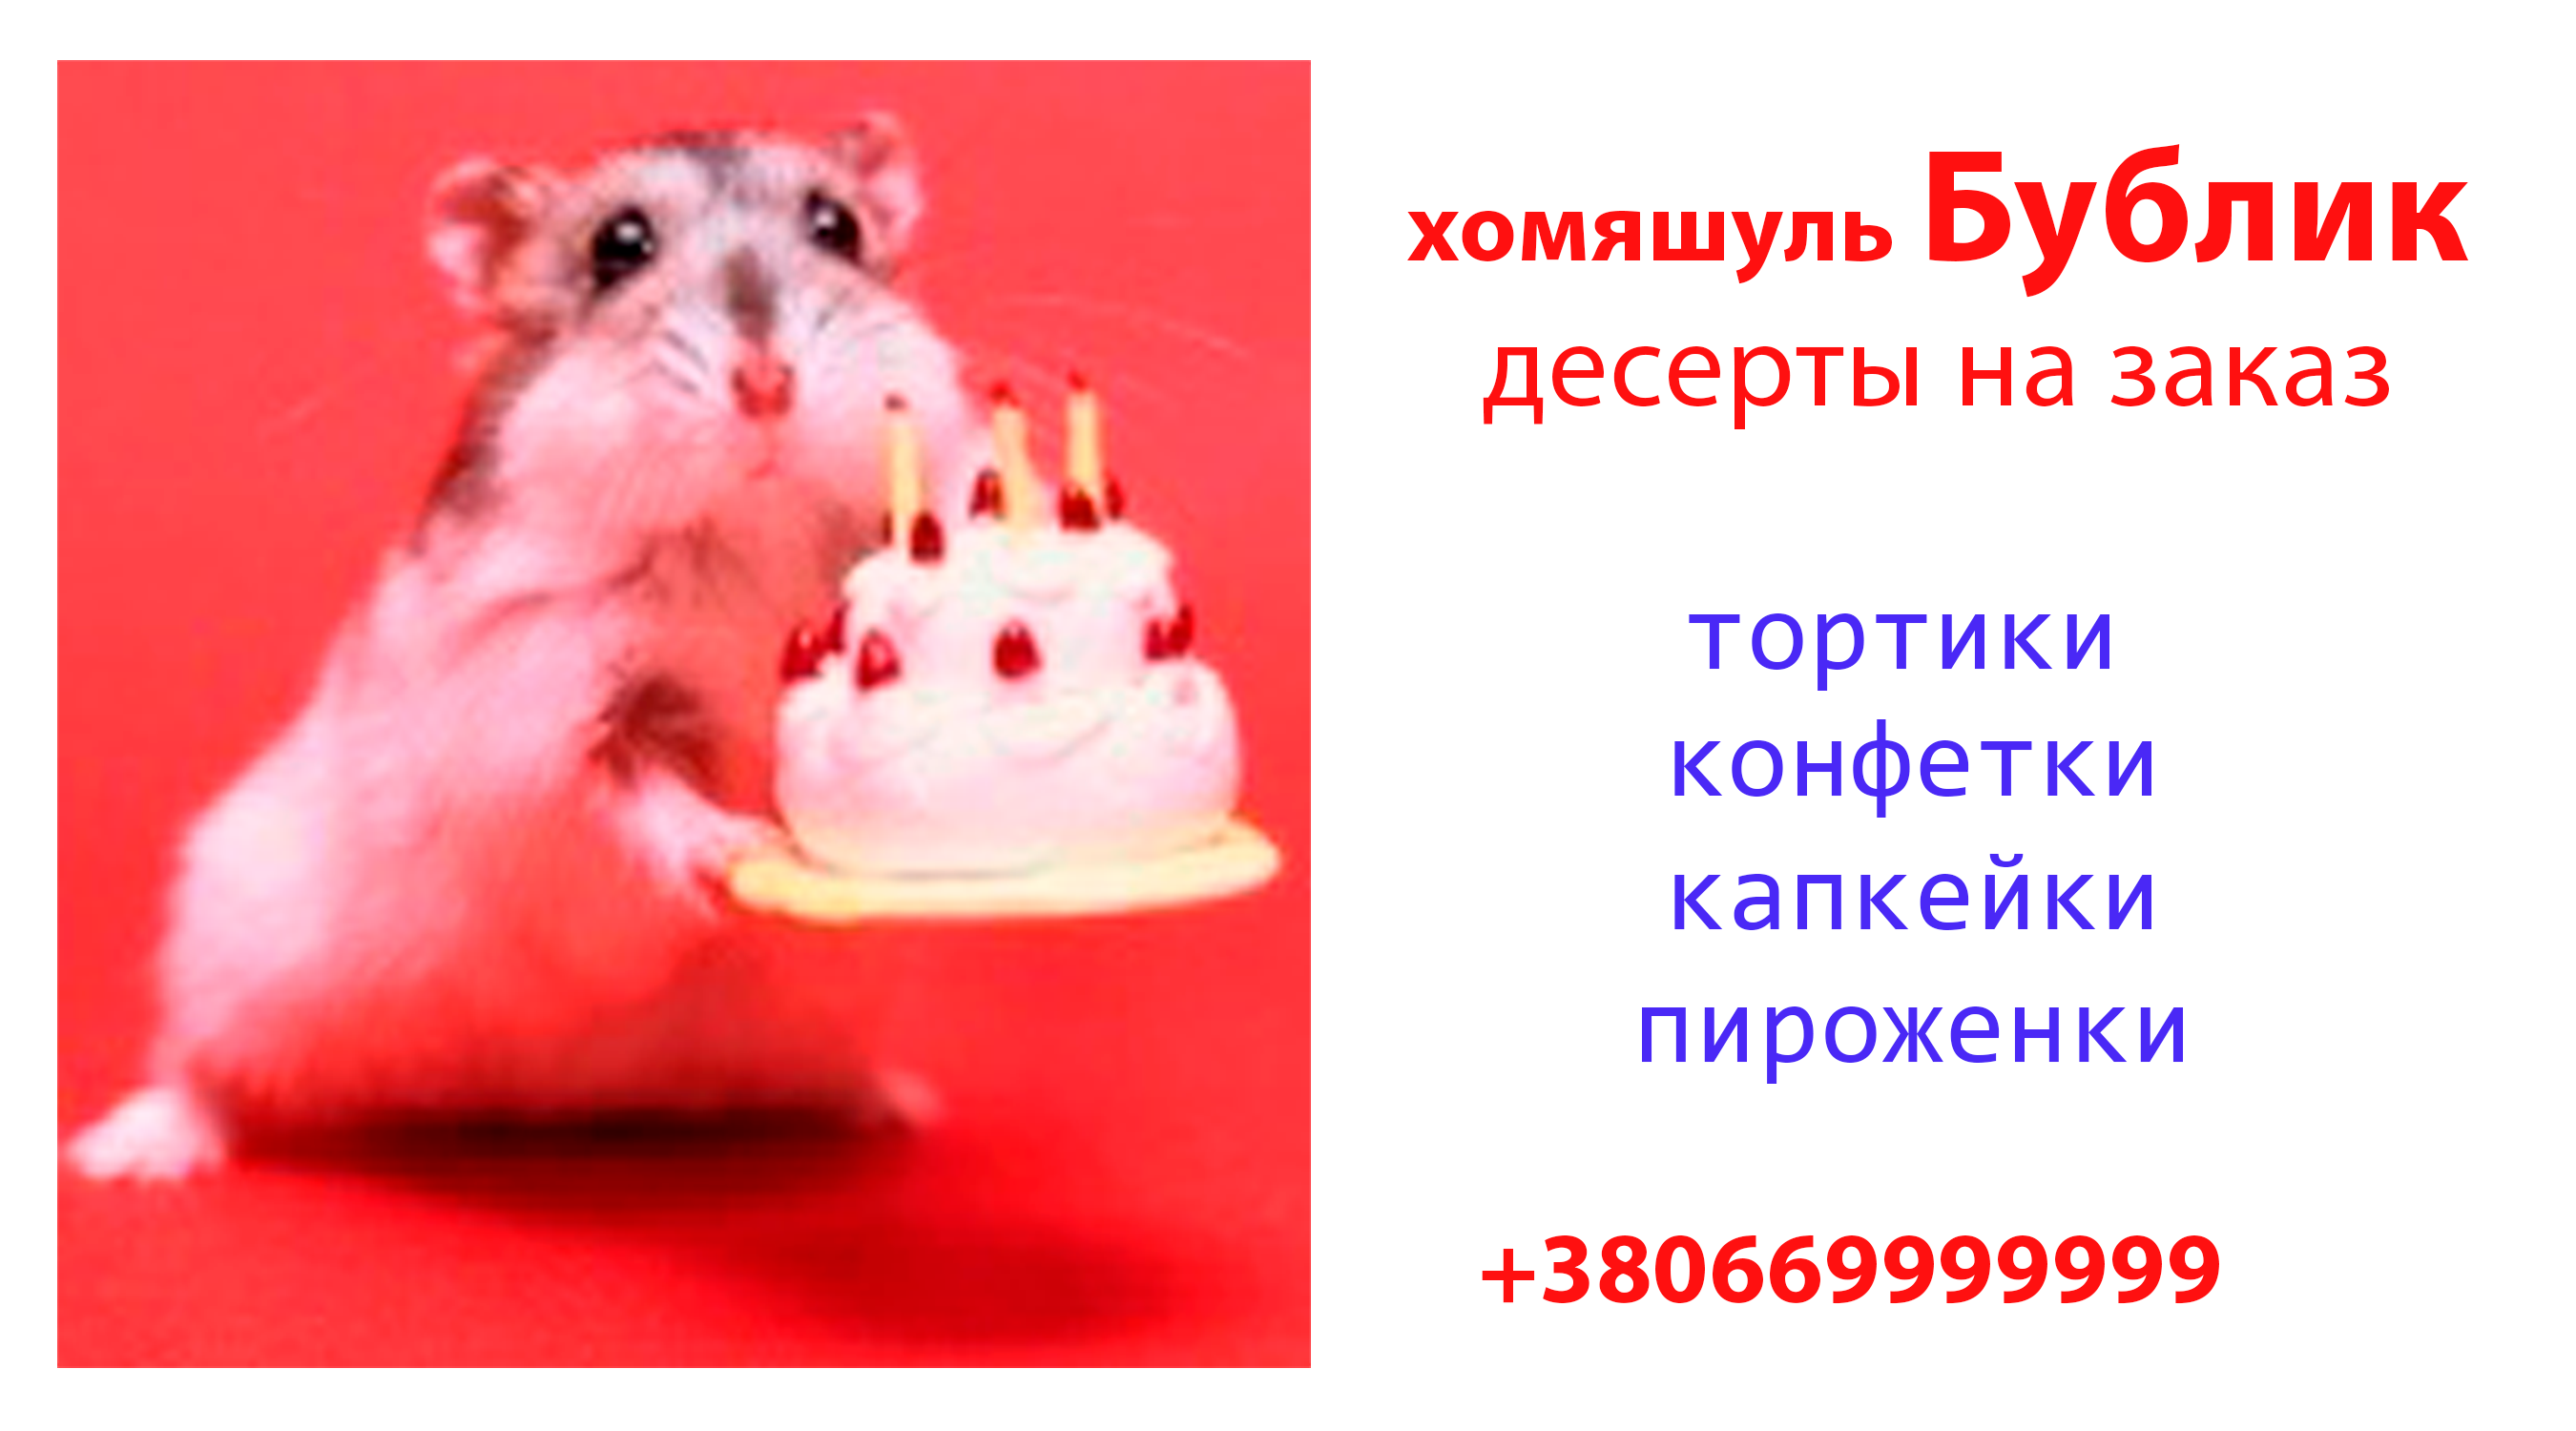 хомяшуль Бублик
десерты на заказ
тортики
конфетки
капкейки
пироженки
+380669999999